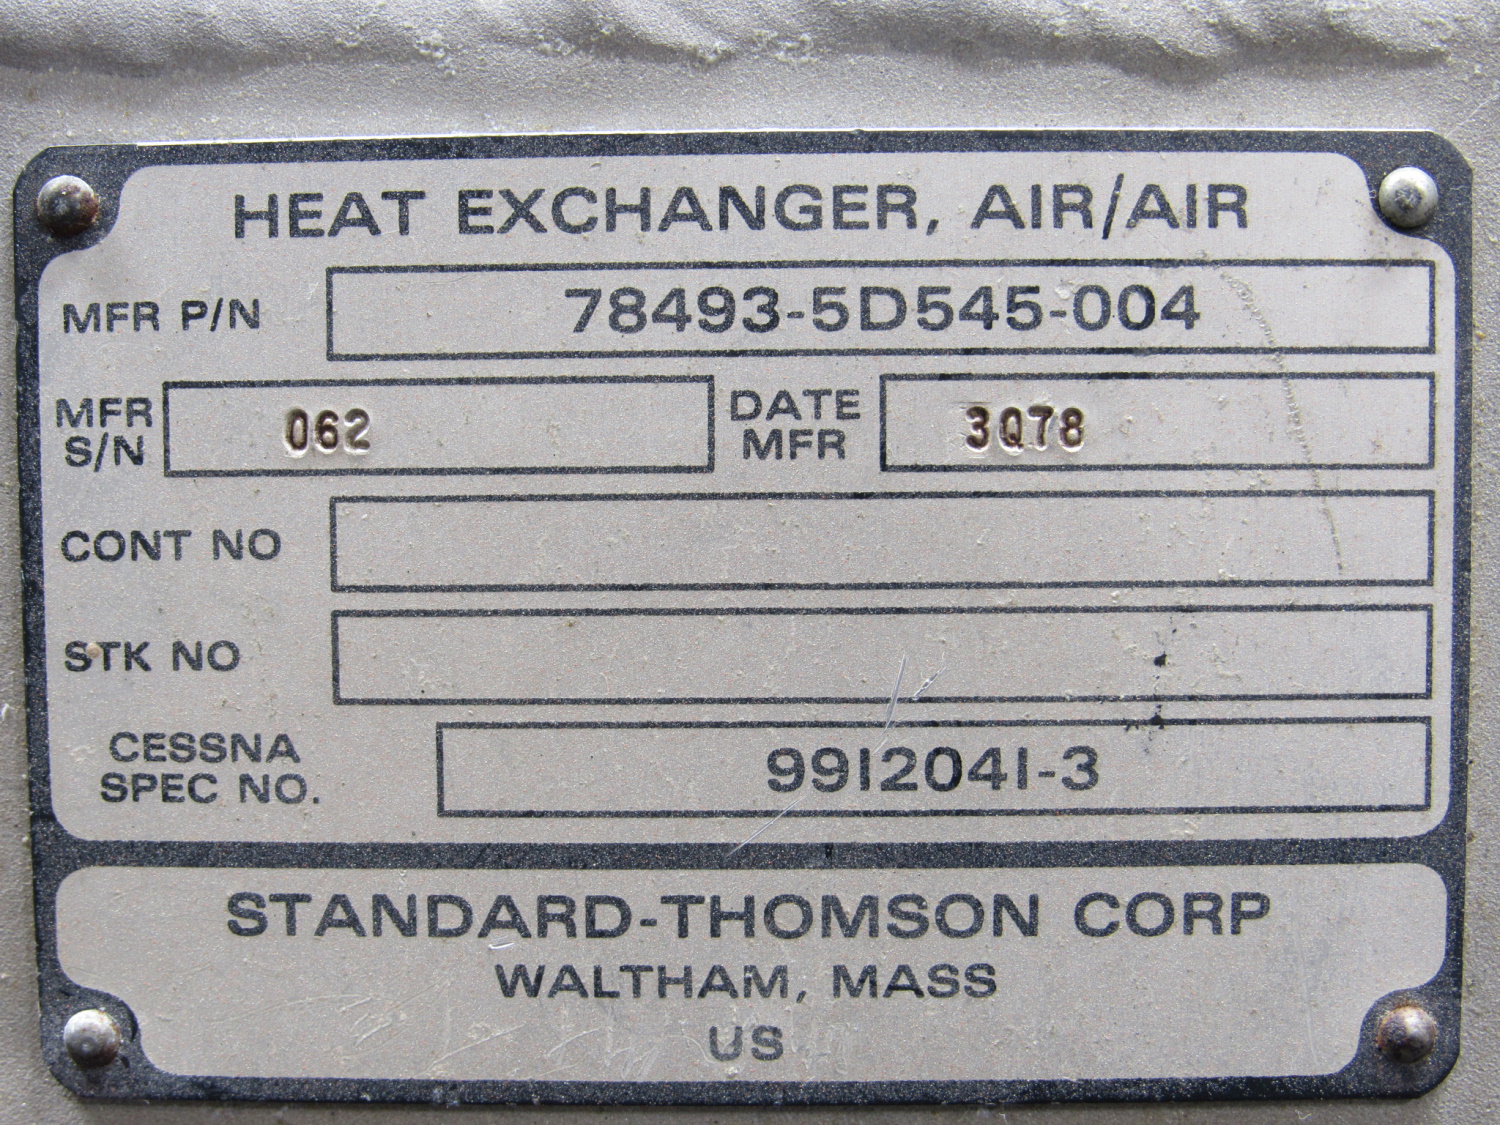 HEAT EXCHANGER, AIR/AIR
MFR P/N 78493-5D545-004
MFR S/N 062 DATE MFR 3Q78
CONT NO
STK NO
CESSNA SPEC NO. 9912041-3
STANDARD-THOMSON CORP
WALTHAM, MASS
US